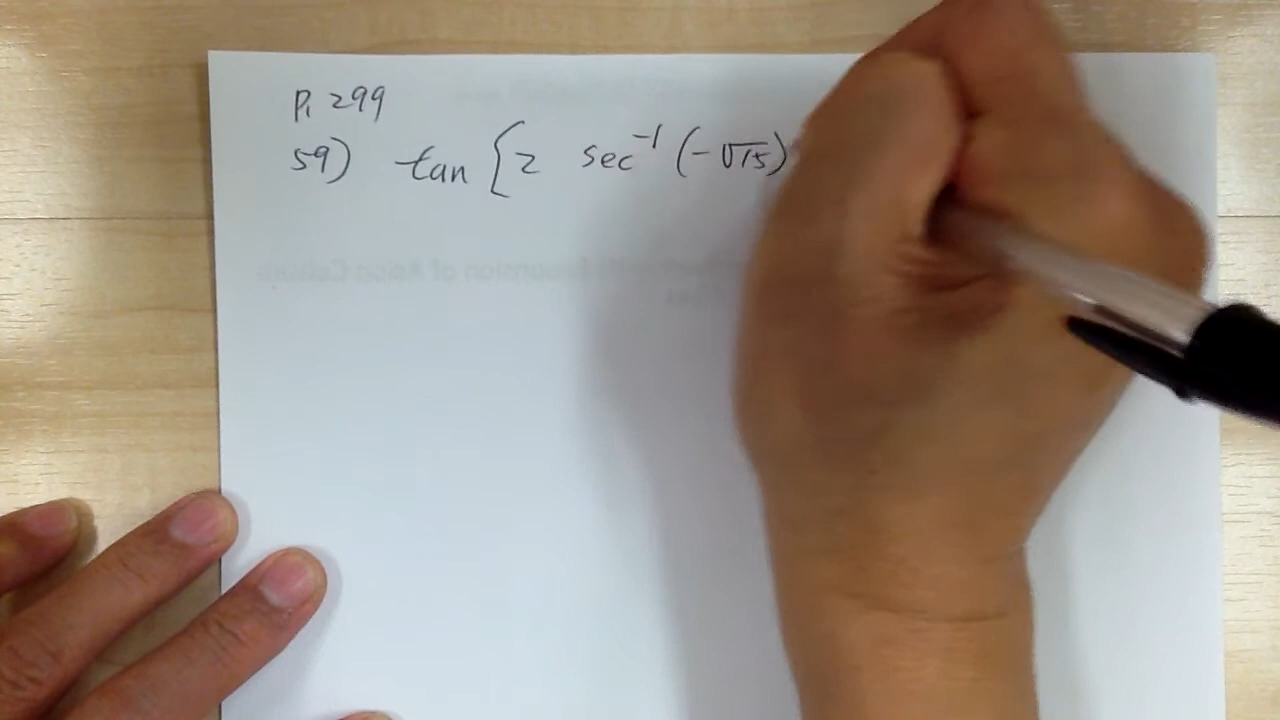 P. 299
59) tan [2 sec⁻¹ (-√15)